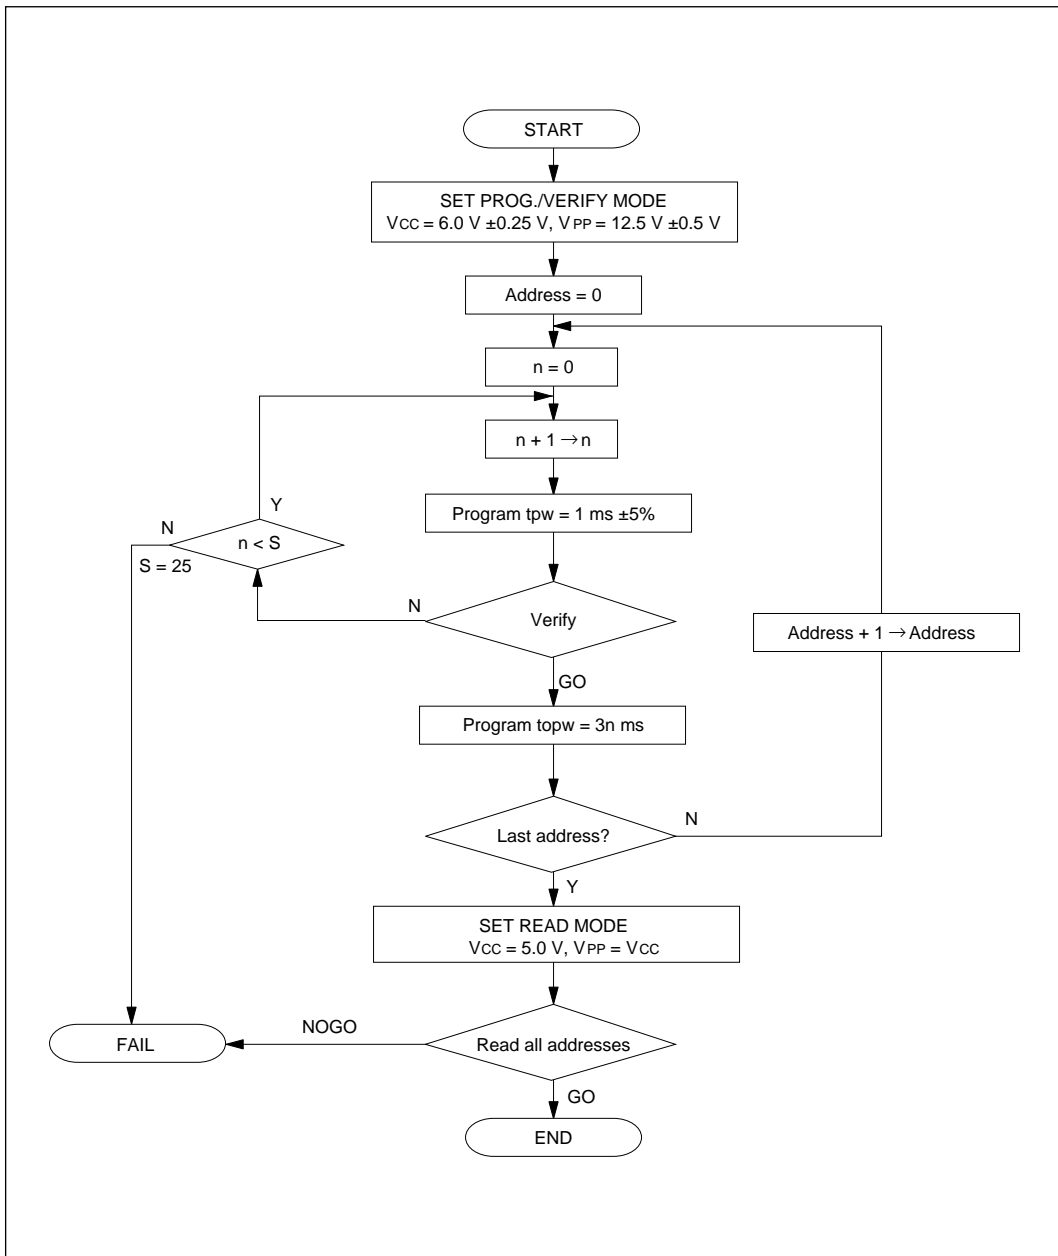 START
SET PROG./VERIFY MODE
VCC = 6.0 V ±0.25 V, VPP = 12.5 V ±0.5 V
Address = 0
n = 0
n + 1 → n
Program tpw = 1 ms ±5%
Y
N
n < S
S = 25
N
Verify
Address + 1 → Address
GO
Program topw = 3n ms
N
Last address?
Y
SET READ MODE
VCC = 5.0 V, VPP = VCC
NOGO
FAIL
Read all addresses
GO
END